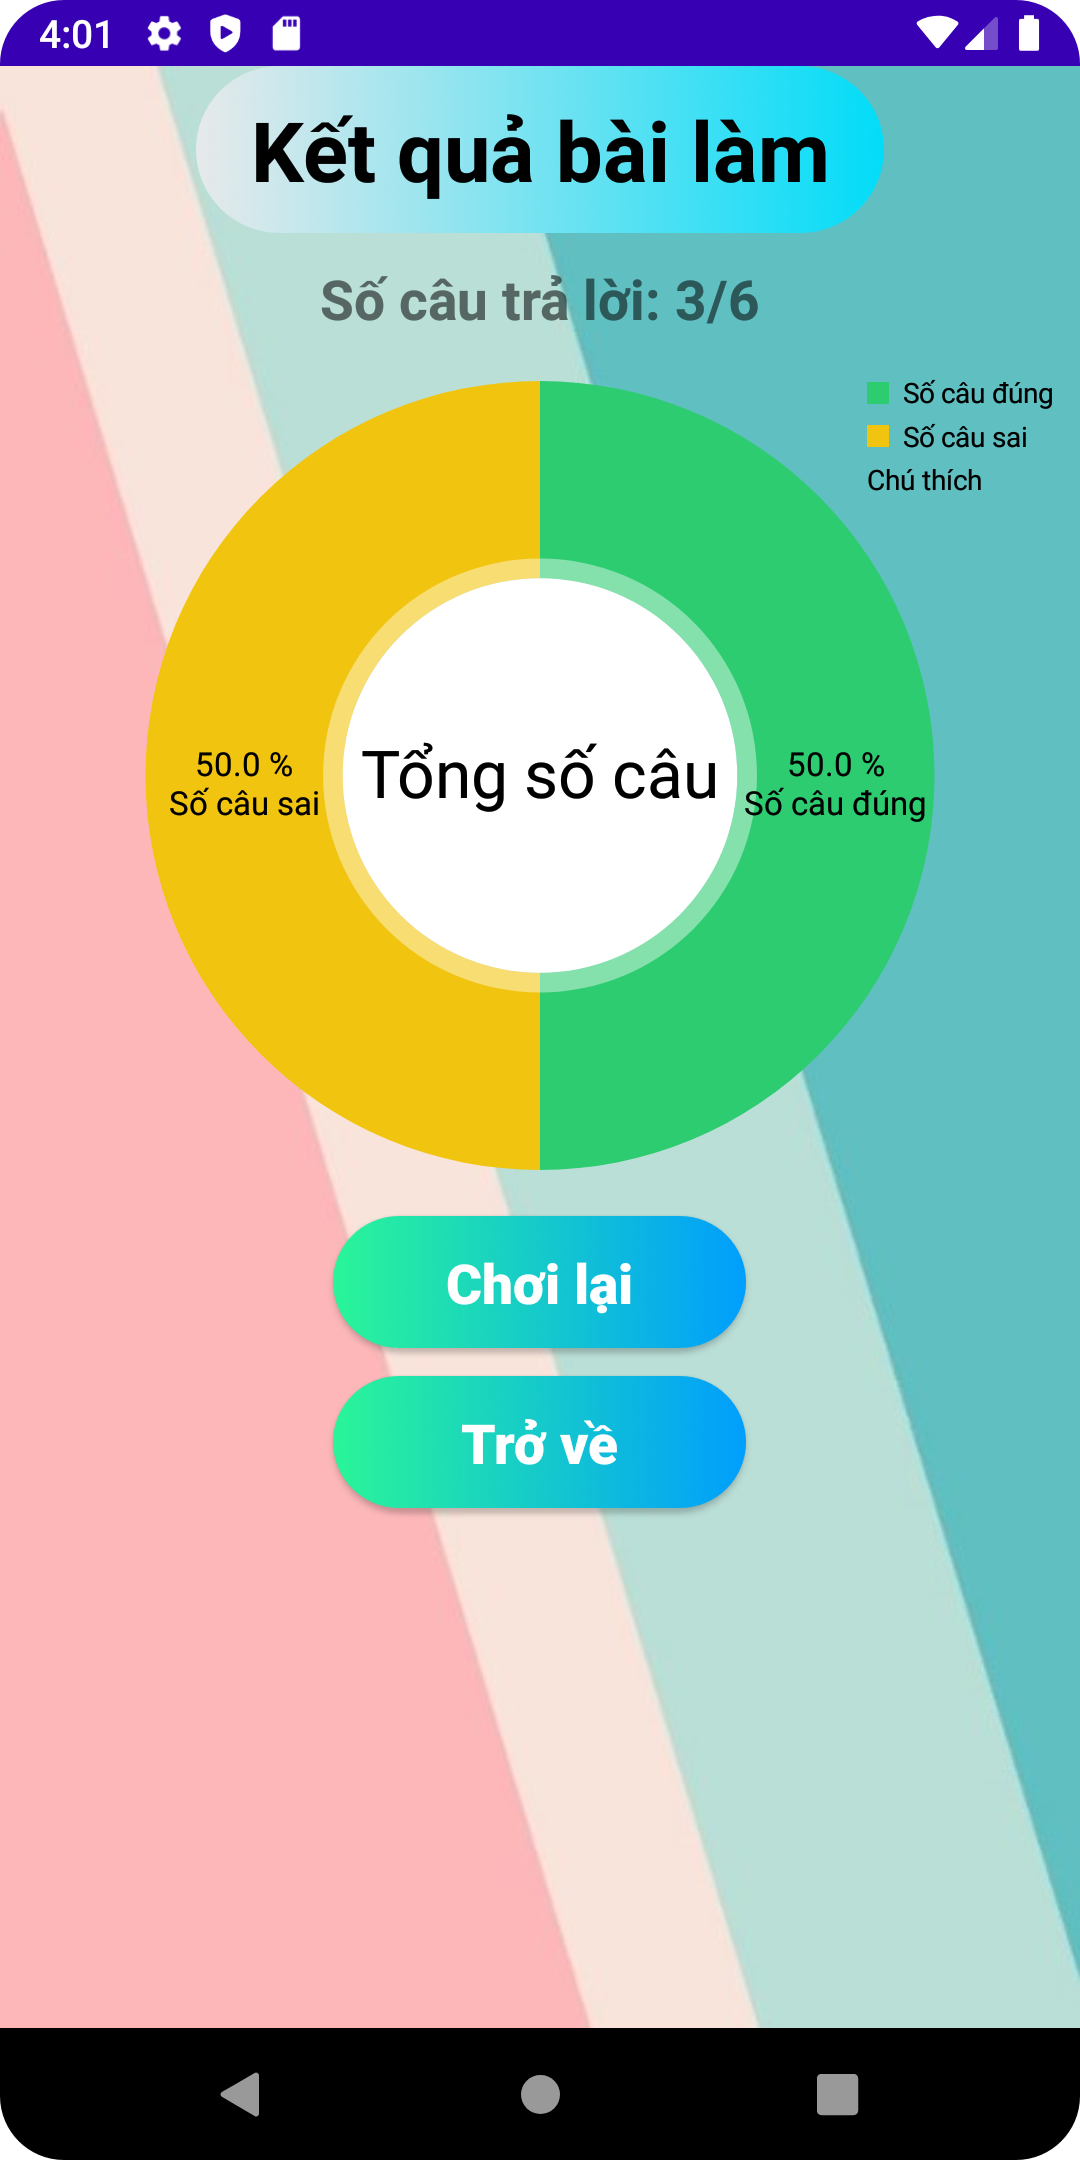 4:01
Kết quả bài làm
Số câu trả lời: 3/6
Số câu đúng
Số câu sai
Chú thích
50.0 %
Số câu sai
Tổng số câu
50.0 %
Số câu đúng
Chơi lại
Trở về